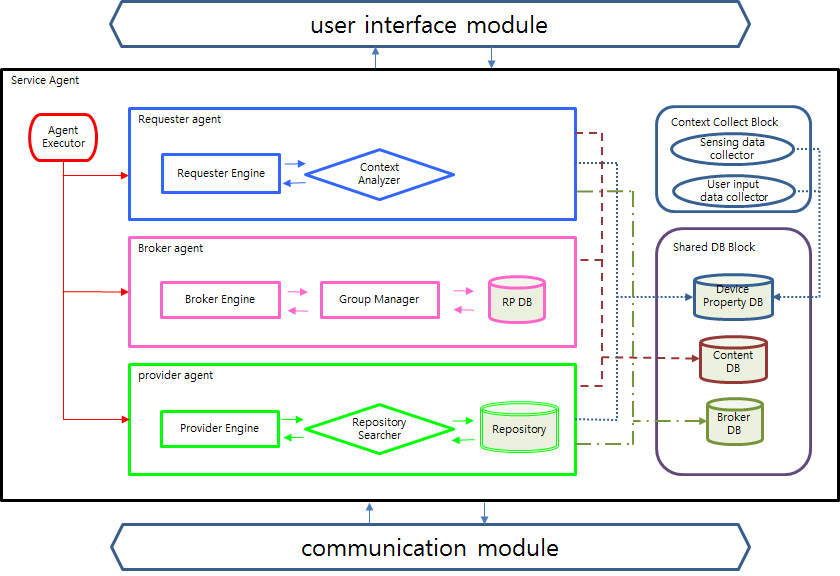 user interface module
Service Agent
Agent
Executor
Requester agent
Requester Engine
Context
Analyzer
Context Collect Block
Sensing data
collector
User input
data collector
Broker agent
Broker Engine
Group Manager
RP DB
Shared DB Block
Device
Property DB
Content
DB
Broker
DB
provider agent
Provider Engine
Repository
Searcher
Repository
communication module